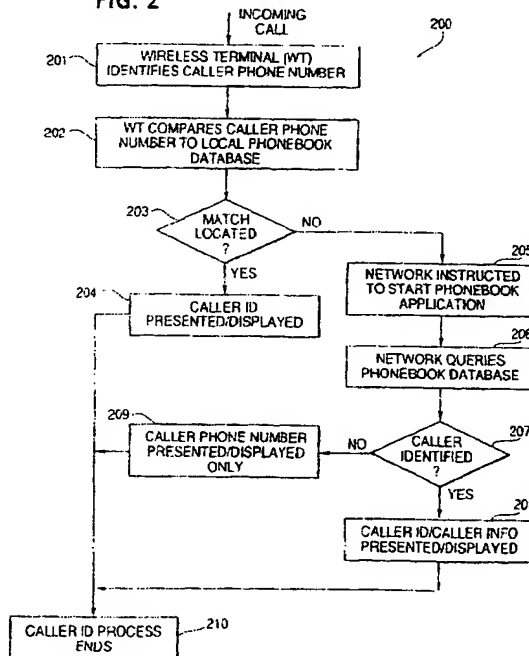 FIG. 2
INCOMING
CALL
200
201
WIRELESS TERMINAL (WT)
IDENTIFIES CALLER PHONE NUMBER
202
WT COMPARES CALLER PHONE
NUMBER TO LOCAL PHONEBOOK
DATABASE
203
MATCH
LOCATED
?
NO
YES
205
NETWORK INSTRUCTED
TO START PHONEBOOK
APPLICATION
204
CALLER ID
PRESENTED/DISPLAYED
206
NETWORK QUERIES
PHONEBOOK DATABASE
209
CALLER PHONE NUMBER
PRESENTED/DISPLAYED
ONLY
NO
207
CALLER
IDENTIFIED
?
YES
CALLER ID/CALLER INFO
PRESENTED/DISPLAYED
CALLER ID PROCESS
ENDS
210